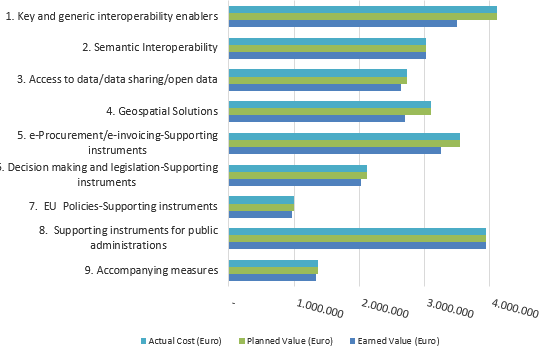 1. Key and generic interoperability enablers
2. Semantic Interoperability
3. Access to data/data sharing/open data
4. Geospatial Solutions
5. e-Procurement/e-invoicing-Supporting
instruments
. Decision making and legislation-Supporting
instruments
7. EU Policies-Supporting instruments
8. Supporting instruments for public
administrations
9. Accompanying measures
- 1.000.000 2.000.000 3.000.000 4.000.000
Actual Cost (Euro) Planned Value (Euro) Earned Value (Euro)